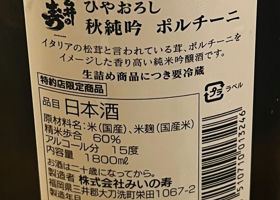 井の寿
ひやおろし
秋純吟 ポルチーニ
イタリアの松茸と言われている茸、ポルチーニを
イメージした香り高い純米吟醸酒です。
生詰め商品につき要冷蔵
特約店限定商品
品目 日本酒
原材料名:米(国産)、米麹(国産米)
精米歩合 60%
アルコール分 15度
内容量 1800ml
お酒は二十歳になってから。
製造者 株式会社みいの寿
福岡県三井郡大刀洗町栄田1067-2
プラ
ラベル
4510710013246